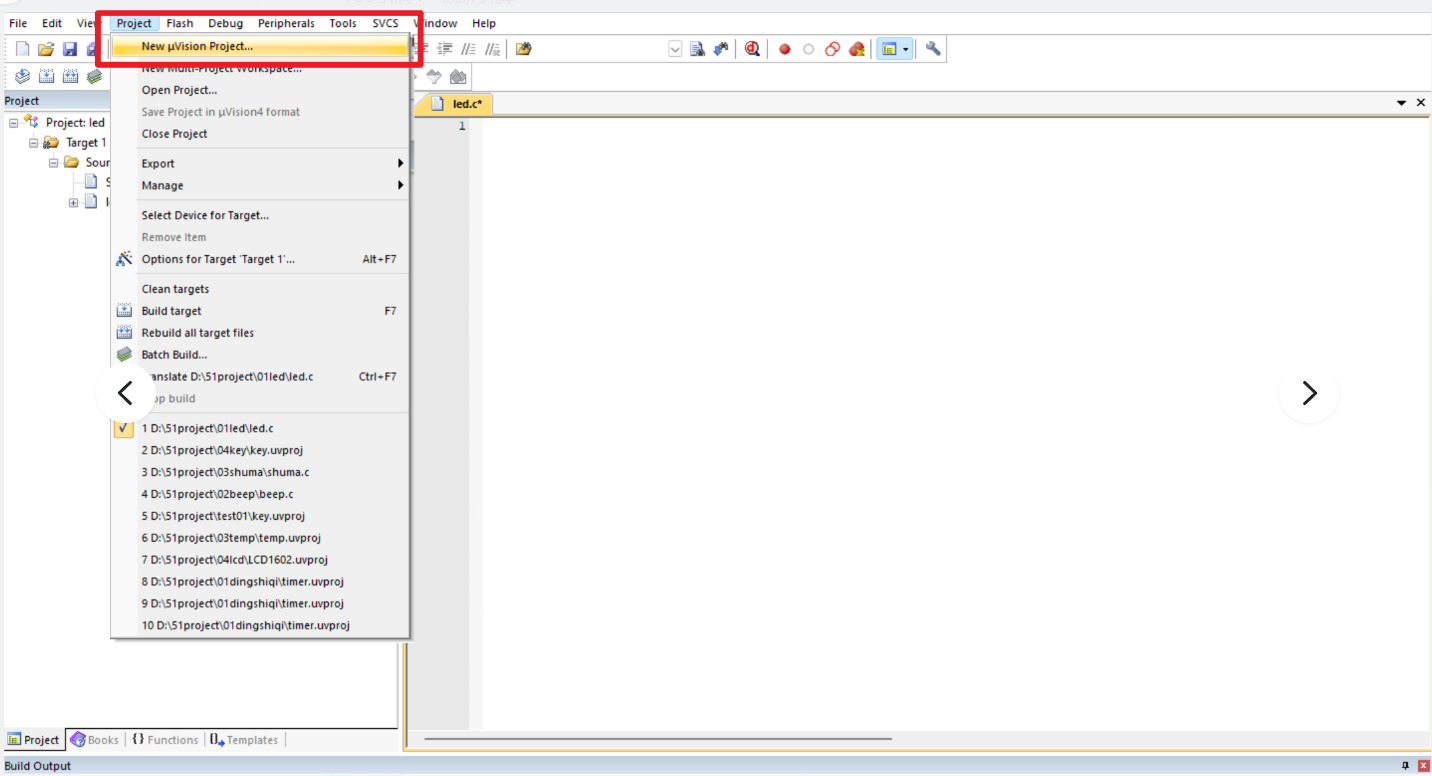 File Edit View Project Flash Debug Peripherals Tools SVCS Window Help
New µVision Project...
New Multi-Project Workspace...
Open Project...
Save Project in µVision4 format
Close Project
Export
Manage
Select Device for Target...
Remove Item
Options for Target 'Target 1'... Alt+F7
Clean targets
Build target F7
Rebuild all target files
Batch Build...
Translate D:\51project\01led\led.c Ctrl+F7
Stop build
1 D:\51project\01led\led.c
2 D:\51project\04key\key.uvproj
3 D:\51project\03shuma\shuma.c
4 D:\51project\02beep\beep.c
5 D:\51project\test01\key.uvproj
6 D:\51project\03temp\temp.uvproj
7 D:\51project\04lcd\LCD1602.uvproj
8 D:\51project\01dingshiqi\timer.uvproj
9 D:\51project\01dingshiqi\timer.uvproj
10 D:\51project\01dingshiqi\timer.uvproj
Project
Project: led
Target 1
Sour
led.c*
1
Project Books {} Functions Templates
Build Output